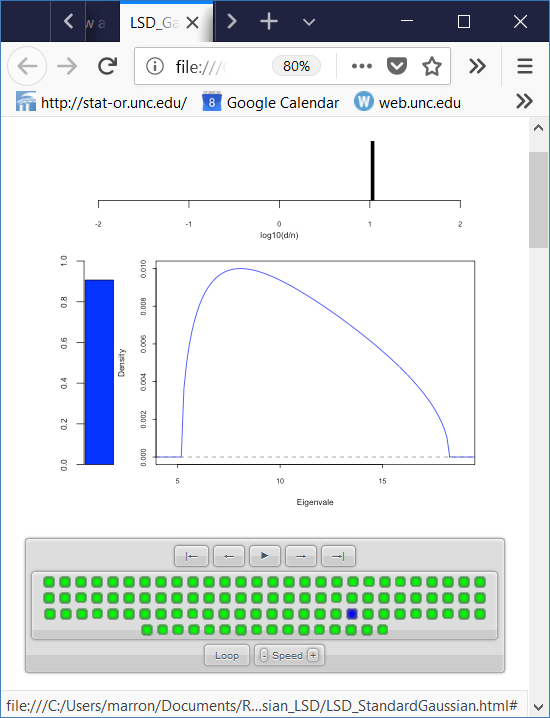 w a
LSD_Ga
file:///
80%
http://stat-or.unc.edu/
8 Google Calendar
W web.unc.edu
-2 -1 0 1 2
log10(d/n)
1.0
0.8
0.6
0.4
0.2
0.0
Density
0.010
0.008
0.006
0.004
0.002
0.000
5 10 15
Eigenvale
Loop
- Speed +
file:///C:/Users/marron/Documents/R...sian_LSD/LSD_StandardGaussian.html#